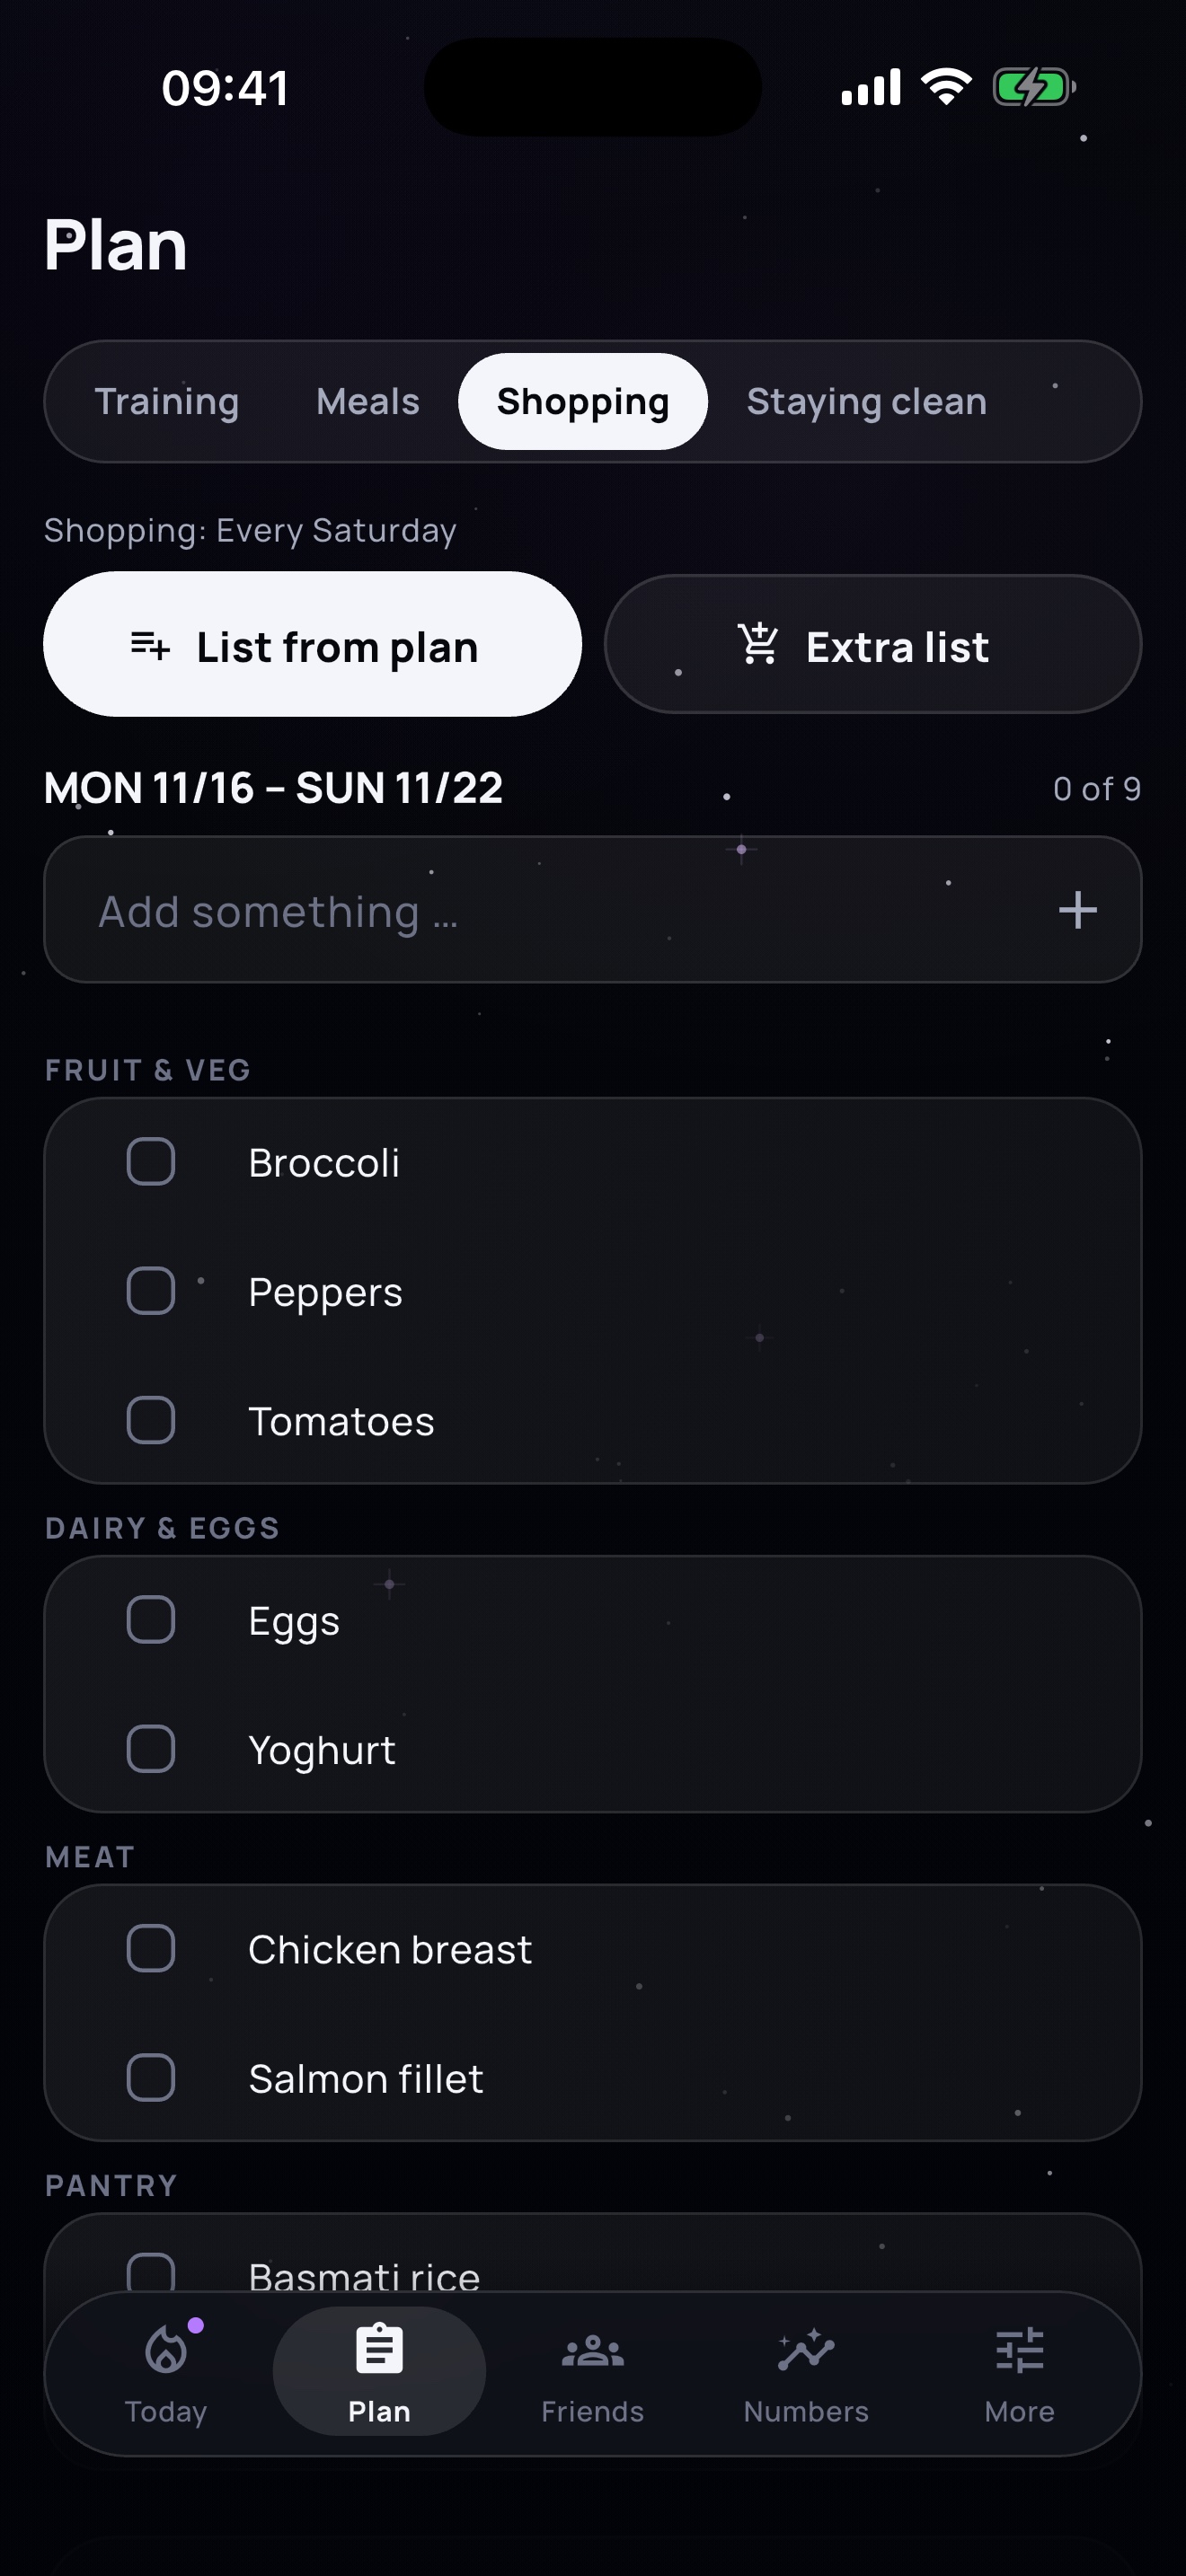 09:41
Plan
Training Meals Shopping Staying clean
Shopping: Every Saturday
List from plan Extra list
MON 11/16 – SUN 11/22 0 of 9
Add something ...
FRUIT & VEG
Broccoli
Peppers
Tomatoes
DAIRY & EGGS
Eggs
Yoghurt
MEAT
Chicken breast
Salmon fillet
PANTRY
Basmati rice
Today Plan Friends Numbers More